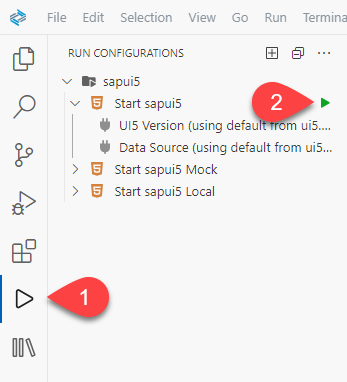 File Edit View Go Run Termina
RUN CONFIGURATIONS
sapui5
Start sapui5
2
UI5 Version (using default from ui5....
Data Source (using default from ui5...
Start sapui5 Mock
Start sapui5 Local
1